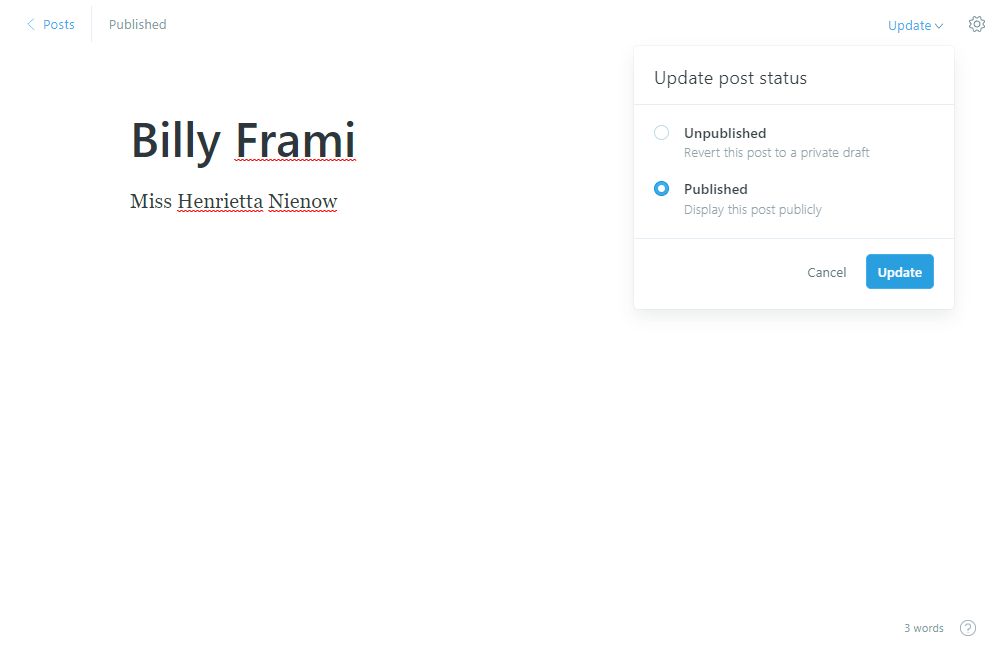 Posts
Published
Update
Update post status
Unpublished
Revert this post to a private draft
Published
Display this post publicly
Cancel
Update
Billy Frami
Miss Henrietta Nienow
3 words
?